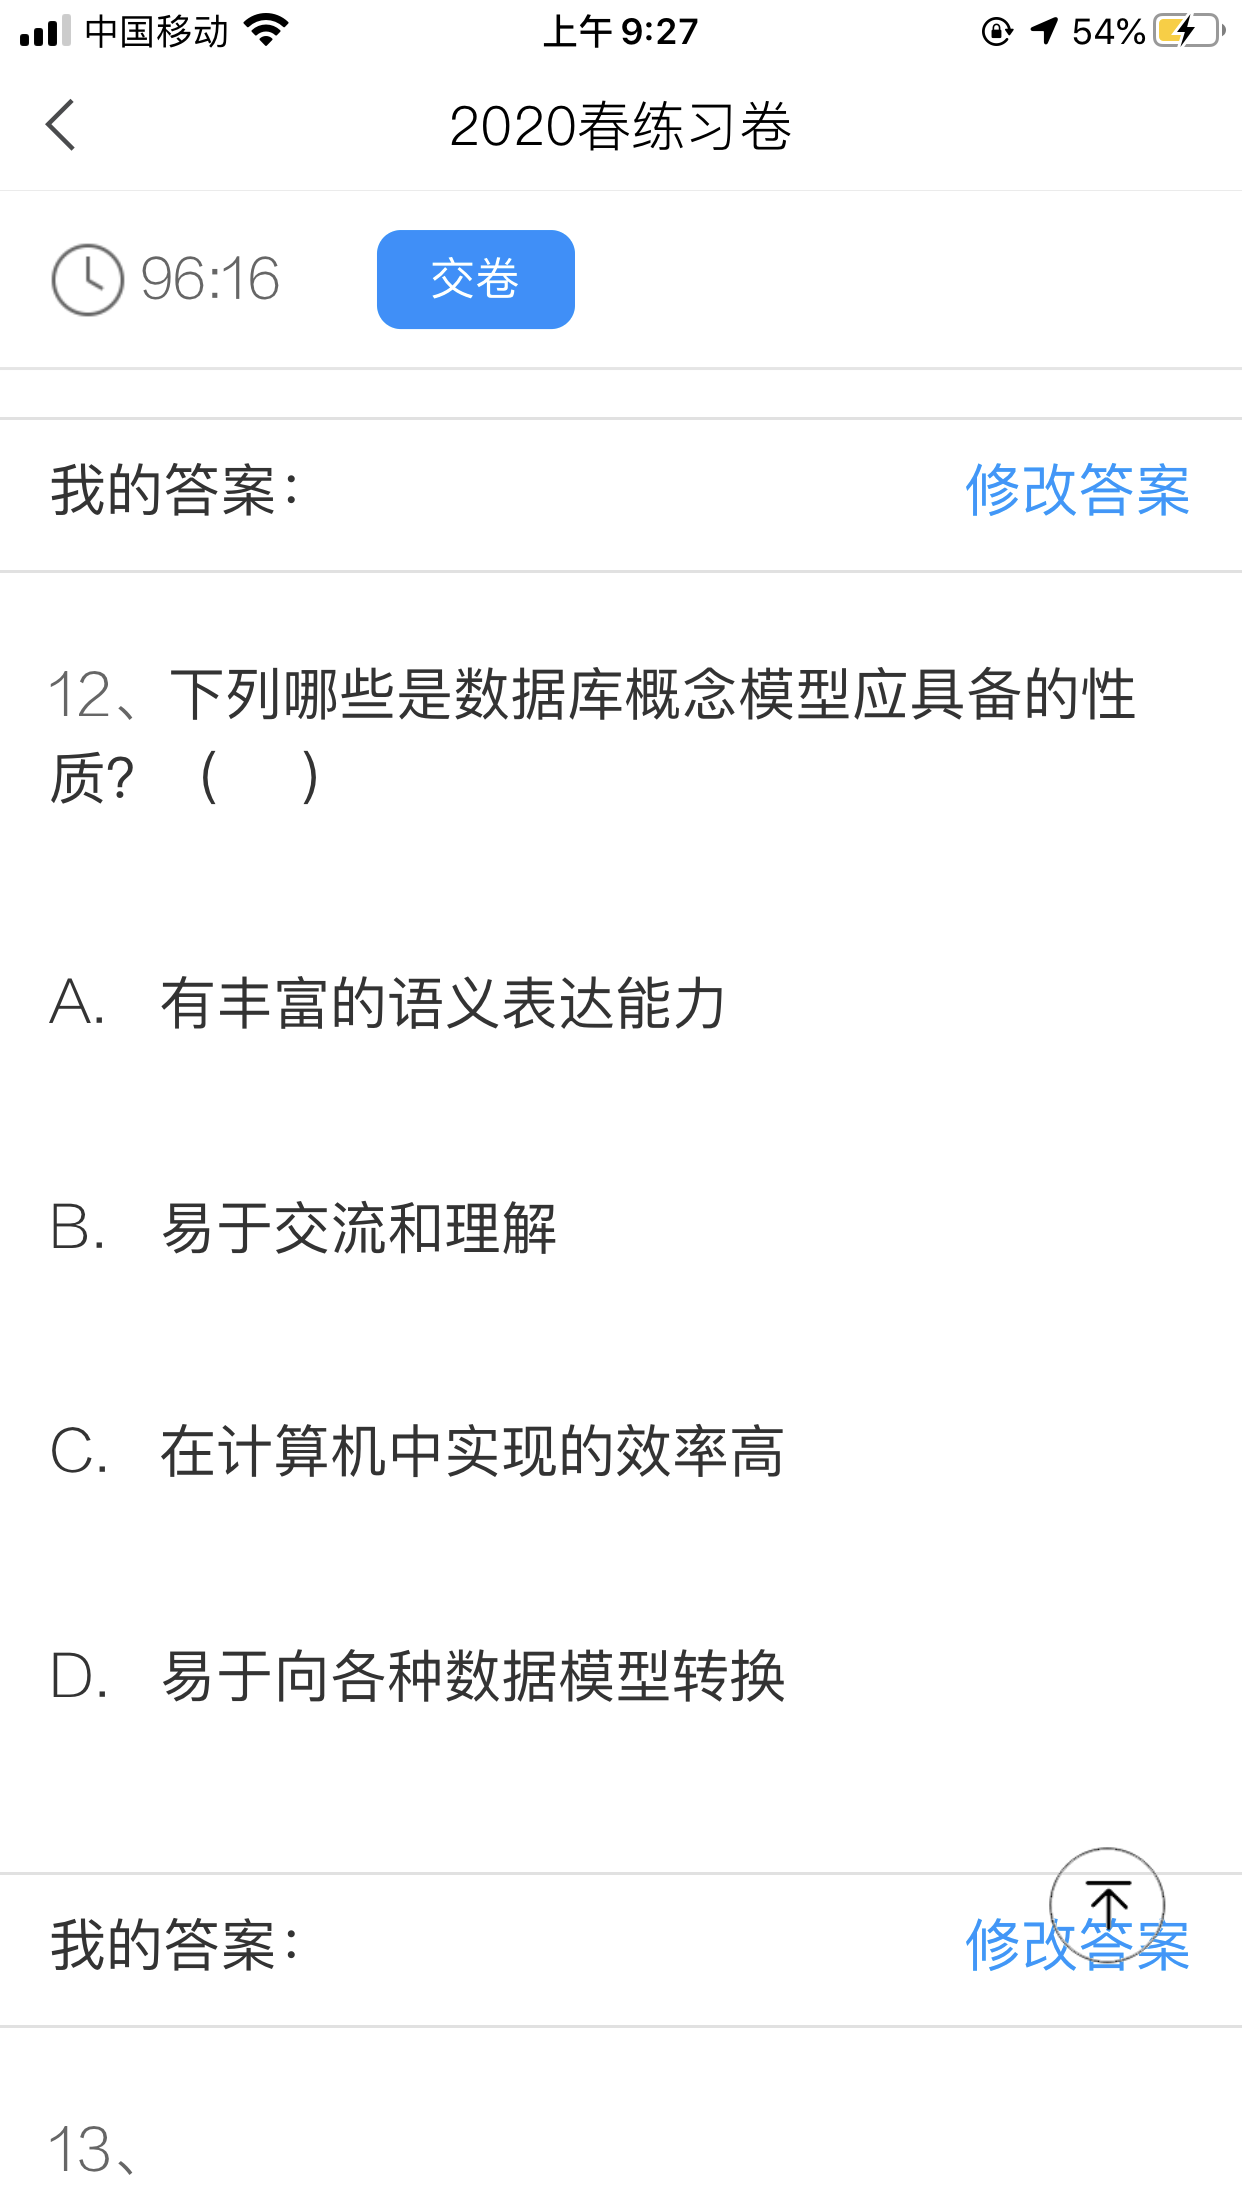 中国移动 上午 9:27 54%
2020春练习卷
96:16 交卷
我的答案： 修改答案
12、下列哪些是数据库概念模型应具备的性
质？（ ）
A. 有丰富的语义表达能力
B. 易于交流和理解
C. 在计算机中实现的效率高
D. 易于向各种数据模型转换
我的答案： 修改答案
13、